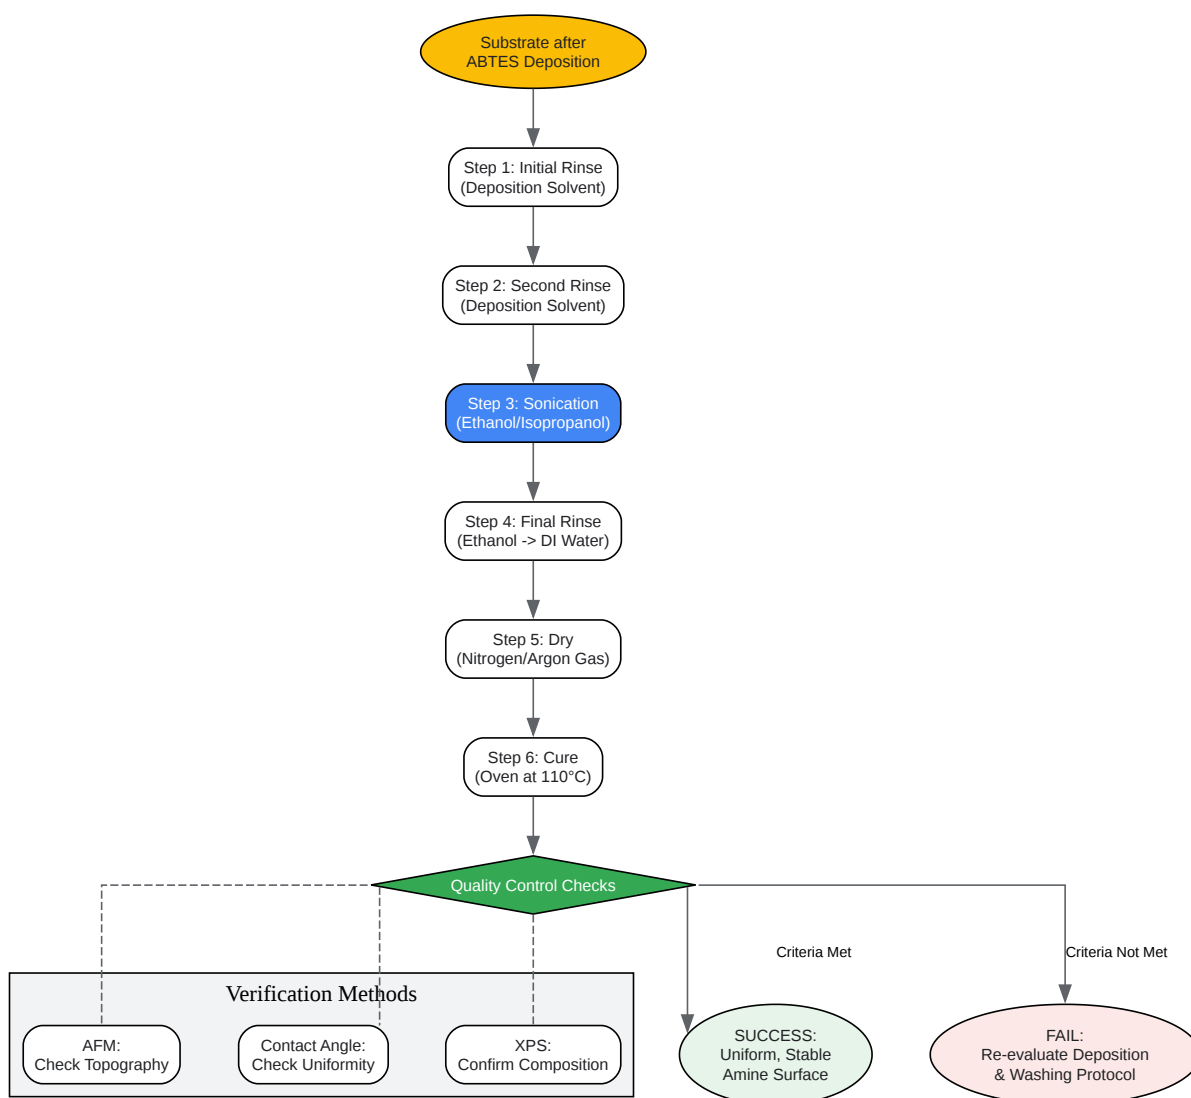 Substrate after
ABTES Deposition
Step 1: Initial Rinse
(Deposition Solvent)
Step 2: Second Rinse
(Deposition Solvent)
Step 3: Sonication
(Ethanol/Isopropanol)
Step 4: Final Rinse
(Ethanol -> DI Water)
Step 5: Dry
(Nitrogen/Argon Gas)
Step 6: Cure
(Oven at 110°C)
Quality Control Checks
Criteria Met
Criteria Not Met
Verification Methods
AFM:
Check Topography
Contact Angle:
Check Uniformity
XPS:
Confirm Composition
SUCCESS:
Uniform, Stable
Amine Surface
FAIL:
Re-evaluate Deposition
& Washing Protocol